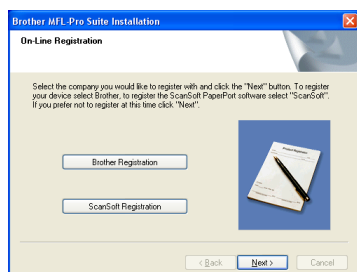 Brother MFL-Pro Suite Installation
On-Line Registration
Select the company you would like to register with and click the "Next" button. To register
your device select Brother, to register the ScanSoft PaperPort software select "ScanSoft".
If you prefer not to register at this time click "Next".
Brother Registration
Product Registration
ScanSoft Registration
< Back
Next >
Cancel